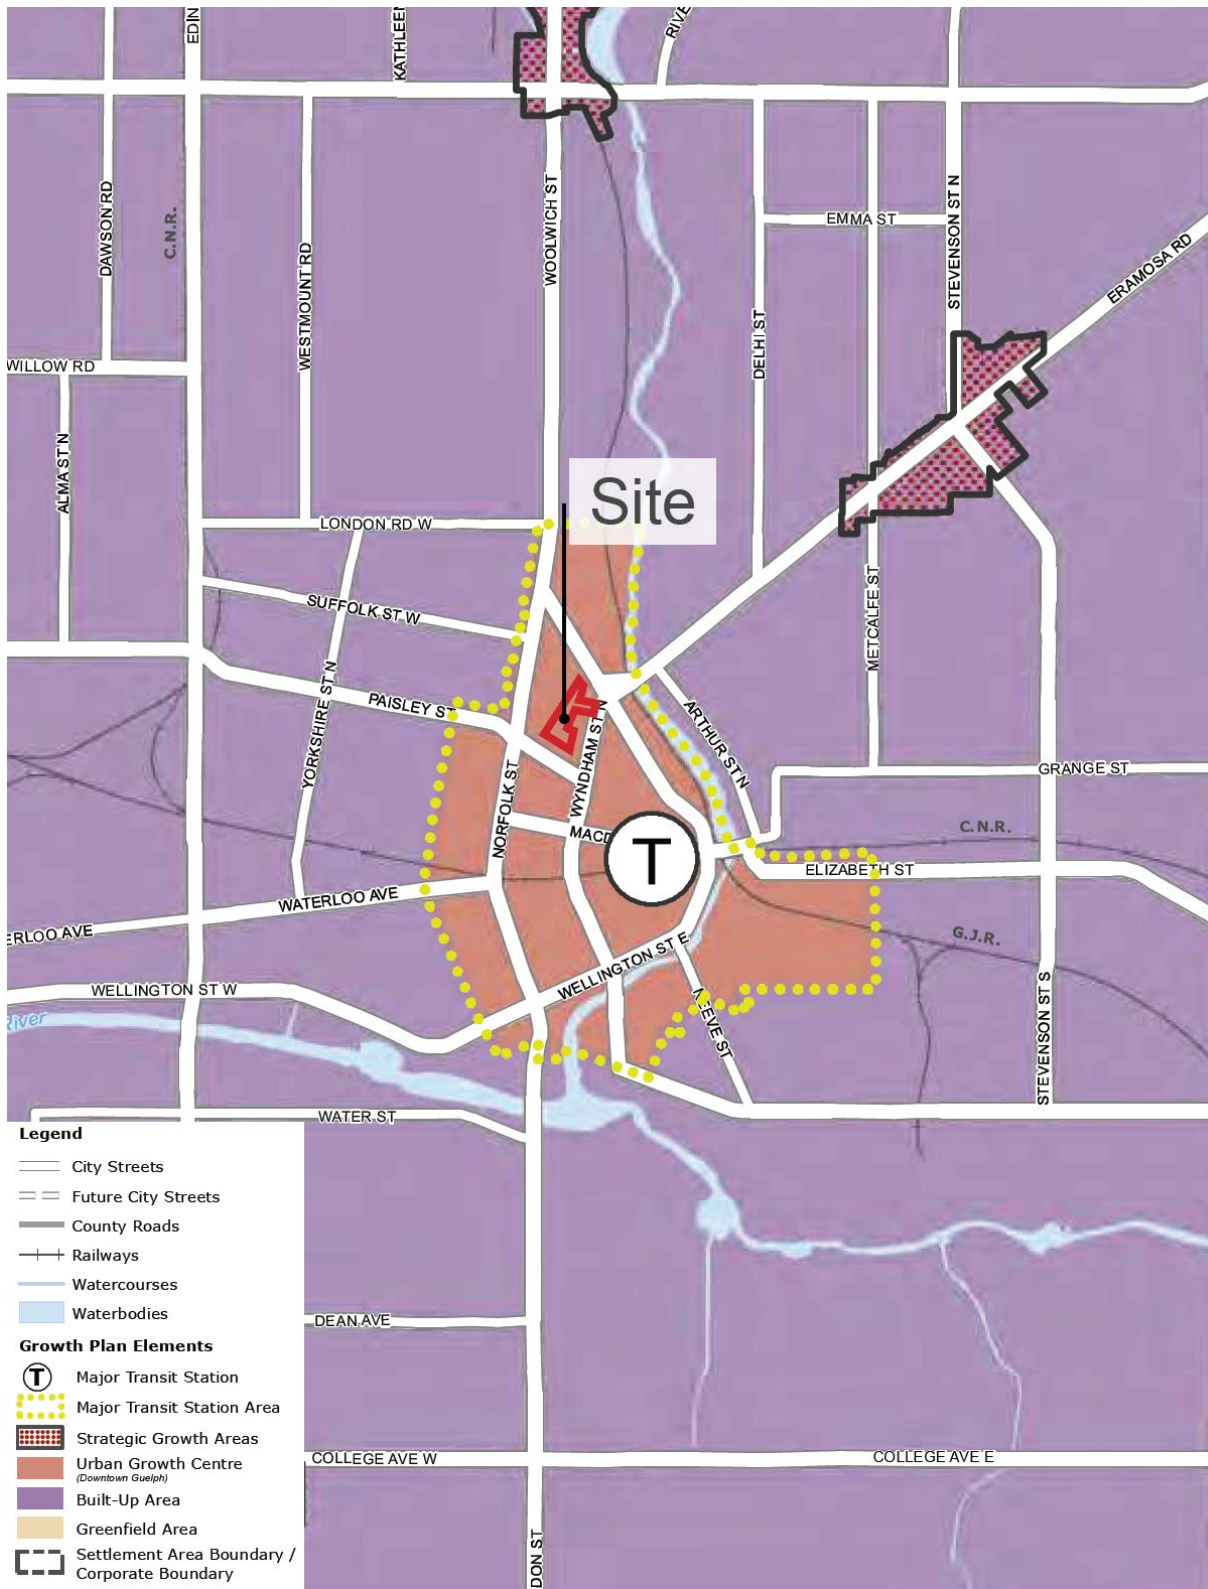 EDIN
KATHLEEN
RIVE
DAWSON RD
C.N.R.
WESTMOUNT RD
WOOLWICH ST
EMMA ST
STEVENSON ST N
ERAMOSA RD
DELHI ST
WILLOW RD
ALMA ST N
Site
LONDON RD W
SUFFOLK ST W
METCALFE ST
YORKSHIRE ST N
PAISLEY ST
ARTHUR ST N
WYNDHAM ST N
NORFOLK ST
GRANGE ST
MACD
T
C.N.R.
ELIZABETH ST
WATERLOO AVE
ERLOO AVE
G.J.R.
WELLINGTON ST E
WELLINGTON ST W
River
NEEVE ST
STEVENSON ST S
WATER ST
Legend
City Streets
Future City Streets
County Roads
Railways
Watercourses
Waterbodies
DEAN AVE
Growth Plan Elements
T
Major Transit Station
Major Transit Station Area
Strategic Growth Areas
Urban Growth Centre
(Downtown Guelph)
Built-Up Area
Greenfield Area
Settlement Area Boundary /
Corporate Boundary
COLLEGE AVE W
COLLEGE AVE E
DON ST